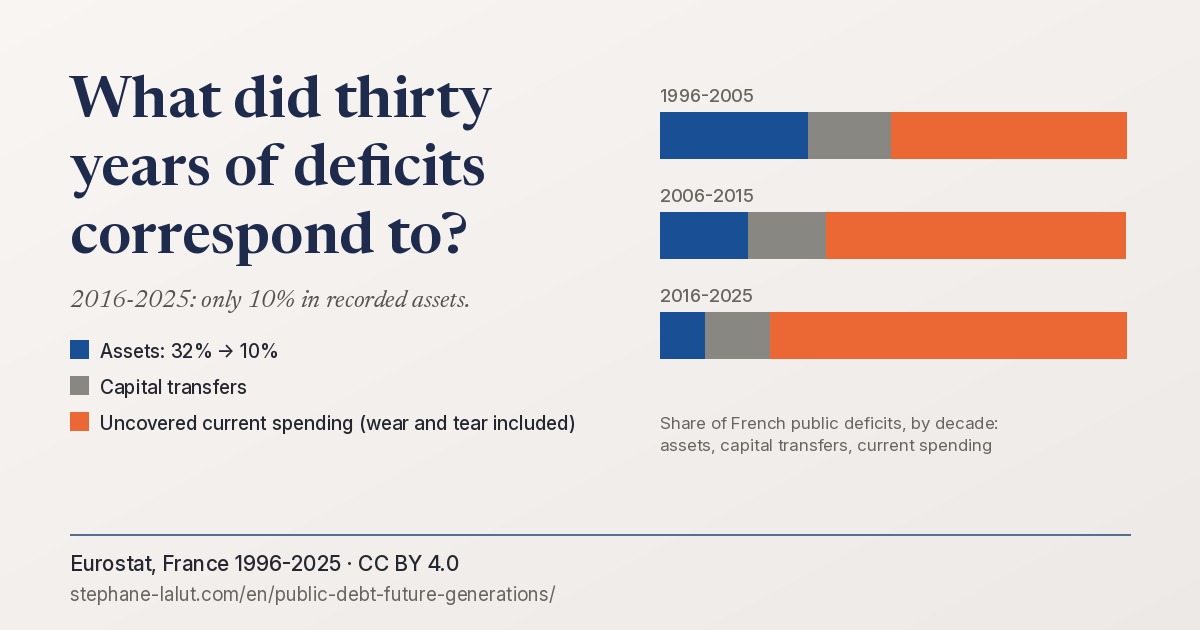 What did thirty
years of deficits
correspond to?
2016-2025: only 10% in recorded assets.
Assets: 32% → 10%
Capital transfers
Uncovered current spending (wear and tear included)
1996-2005
2006-2015
2016-2025
Share of French public deficits, by decade:
assets, capital transfers, current spending
Eurostat, France 1996-2025 · CC BY 4.0
stephane-lalut.com/en/public-debt-future-generations/